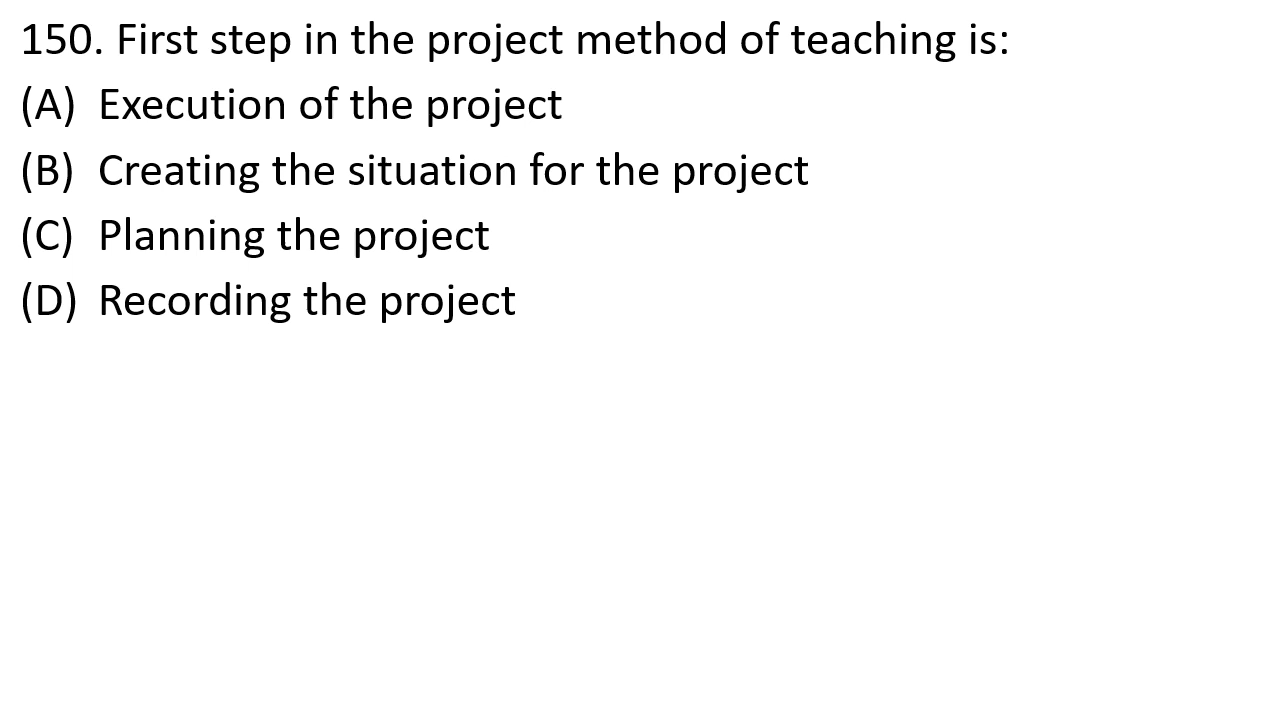 150. First step in the project method of teaching is:
(A) Execution of the project
(B) Creating the situation for the project
(C) Planning the project
(D) Recording the project